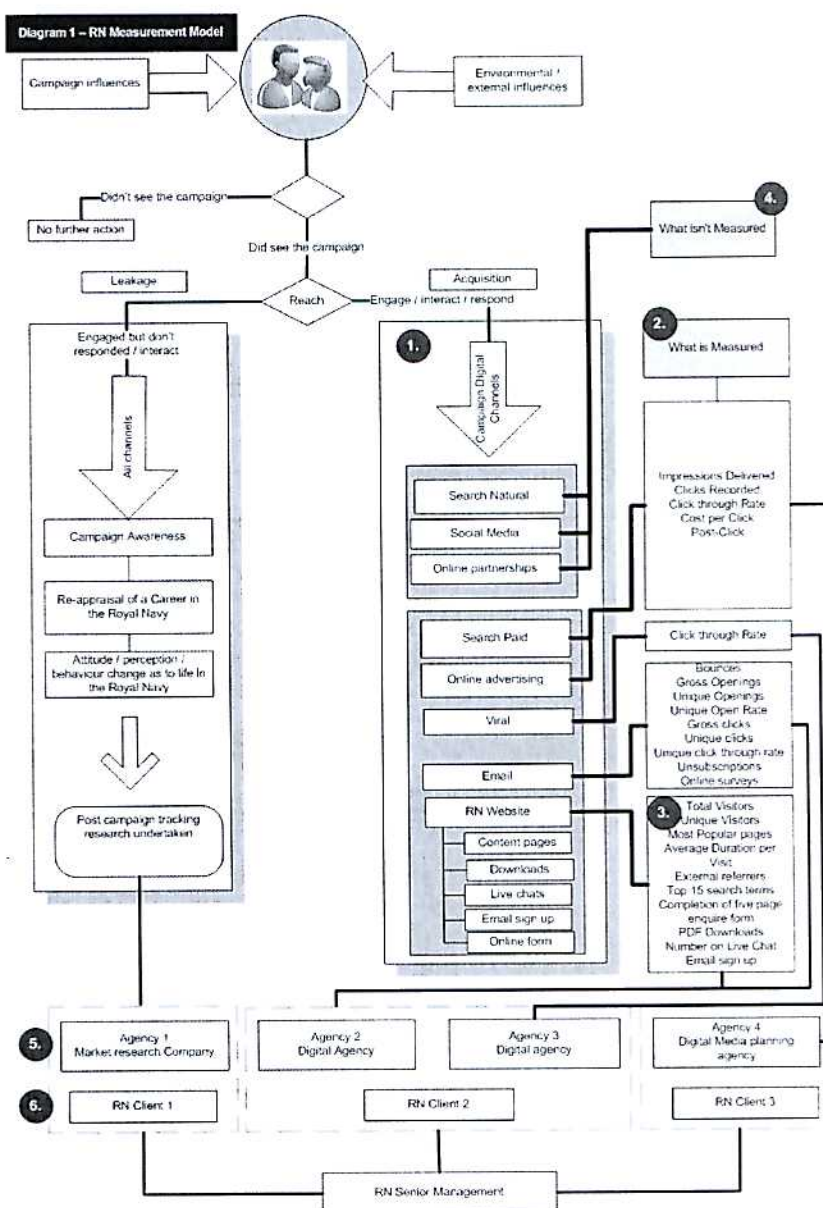 Diagram 1 – RN Measurement Model
Campaign influences
Environmental /
external influences
Didn't see the campaign
No further action
Did see the campaign
4.
What isn't Measured
Leakage
Acquisition
Reach
Engage / interact / respond
Engaged but don't
responded / interact
All channels
Campaign Awareness
Re-appraisal of a Career in
the Royal Navy
Attitude / perception /
behaviour change as to life in
the Royal Navy
Post campaign tracking
research undertaken
1.
Campaign Digital
Channels
Search Natural
Social Media
Online partnerships
Search Paid
Online advertising
Viral
Email
RN Website
Content pages
Downloads
Live chats
Email sign up
Online form
2.
What is Measured
Impressions Delivered
Clicks Recorded
Click through Rate
Cost per Click
Post-Click
Click through Rate
Bounces
Gross Openings
Unique Openings
Unique Open Rate
Gross clicks
Unique clicks
Unique click through rate
Unsubscriptions
Online surveys
3.
Total Visitors
Unique Visitors
Most Popular pages
Average Duration per
Visit
External referrers
Top 15 search terms
Completion of five page
enquire form
PDF Downloads
Number on Live Chat
Email sign up
5.
Agency 1
Market research Company
Agency 2
Digital Agency
Agency 3
Digital agency
Agency 4
Digital Media planning
agency
6.
RN Client 1
RN Client 2
RN Client 3
RN Senior Management